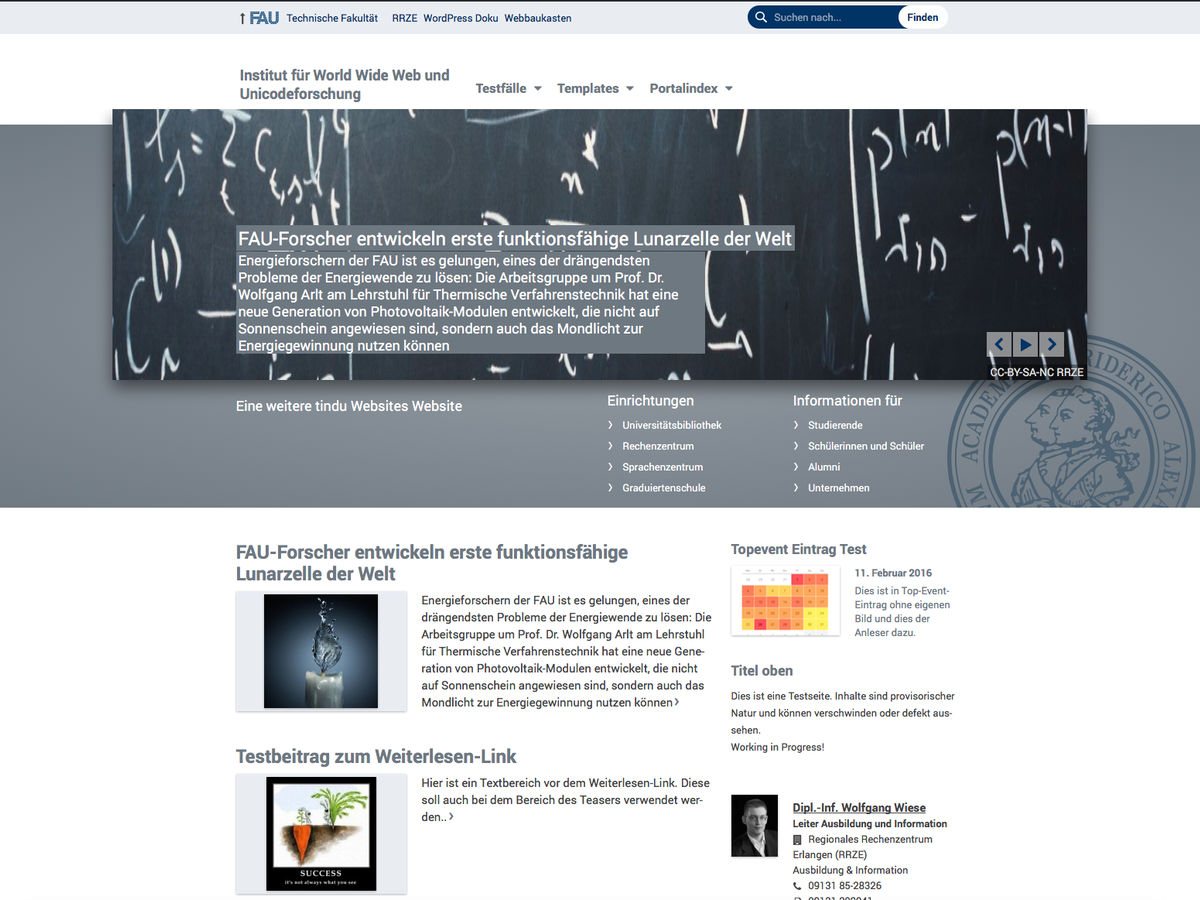 FAU Technische Fakultät RRZE WordPress Doku Webbaukasten
Suchen nach... Finden
Institut für World Wide Web und
Unicodeforschung
Testfälle Templates Portalindex
FAU-Forscher entwickeln erste funktionsfähige Lunarzelle der Welt
Energieforschern der FAU ist es gelungen, eines der drängendsten
Probleme der Energiewende zu lösen: Die Arbeitsgruppe um Prof. Dr.
Wolfgang Arlt am Lehrstuhl für Thermische Verfahrenstechnik hat eine
neue Generation von Photovoltaik-Modulen entwickelt, die nicht auf
Sonnenschein angewiesen sind, sondern auch das Mondlicht zur
Energiegewinnung nutzen können
CC-BY-SA-NC RRZE
Eine weitere tindu Websites Website
Einrichtungen
Universitätsbibliothek
Rechenzentrum
Sprachenzentrum
Graduiertenschule
Informationen für
Studierende
Schülerinnen und Schüler
Alumni
Unternehmen
FAU-Forscher entwickeln erste funktionsfähige
Lunarzelle der Welt
Energieforschern der FAU ist es gelungen, eines der
drängendsten Probleme der Energiewende zu lösen: Die
Arbeitsgruppe um Prof. Dr. Wolfgang Arlt am Lehrstuhl
für Thermische Verfahrenstechnik hat eine neue Gene-
ration von Photovoltaik-Modulen entwickelt, die nicht
auf Sonnenschein angewiesen sind, sondern auch das
Mondlicht zur Energiegewinnung nutzen können
Testbeitrag zum Weiterlesen-Link
Hier ist ein Textbereich vor dem Weiterlesen-Link. Diese
soll auch bei dem Bereich des Teasers verwendet wer-
den..
SUCCESS
it's not always what you see
Topevent Eintrag Test
11. Februar 2016
Dies ist in Top-Event-
Eintrag ohne eigenen
Bild und dies der
Anleser dazu.
Titel oben
Dies ist eine Testseite. Inhalte sind provisorischer
Natur und können verschwinden oder defekt aus-
sehen.
Working in Progress!
Dipl.-Inf. Wolfgang Wiese
Leiter Ausbildung und Information
Regionales Rechenzentrum
Erlangen (RRZE)
Ausbildung & Information
09131 85-28326